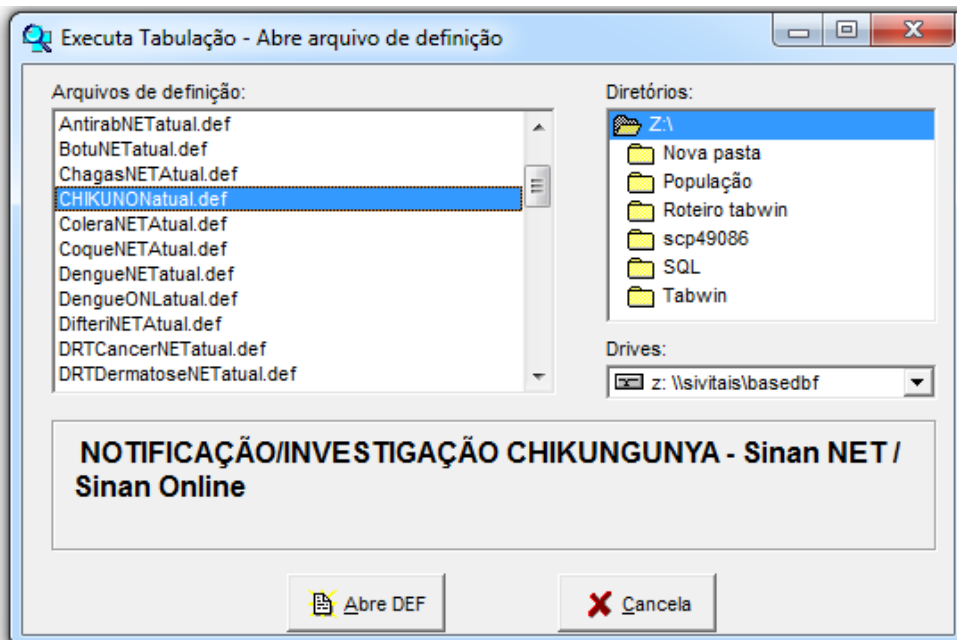 Executa Tabulação - Abre arquivo de definição
Arquivos de definição:
AntirabNETatual.def
BotuNETatual.def
ChagasNETAtual.def
CHIKUNONatual.def
ColeraNETAtual.def
CoqueNETAtual.def
DengueNETatual.def
DengueONLatual.def
DifteriNETAtual.def
DRTCancerNETatual.def
DRTDermatoseNETatual.def
Diretórios:
Z:\
Nova pasta
População
Roteiro tabwin
scp49086
SQL
Tabwin
Drives:
z: \\sivitais\basedbf
NOTIFICAÇÃO/INVESTIGAÇÃO CHIKUNGUNYA - Sinan NET /
Sinan Online
Abre DEF
Cancela